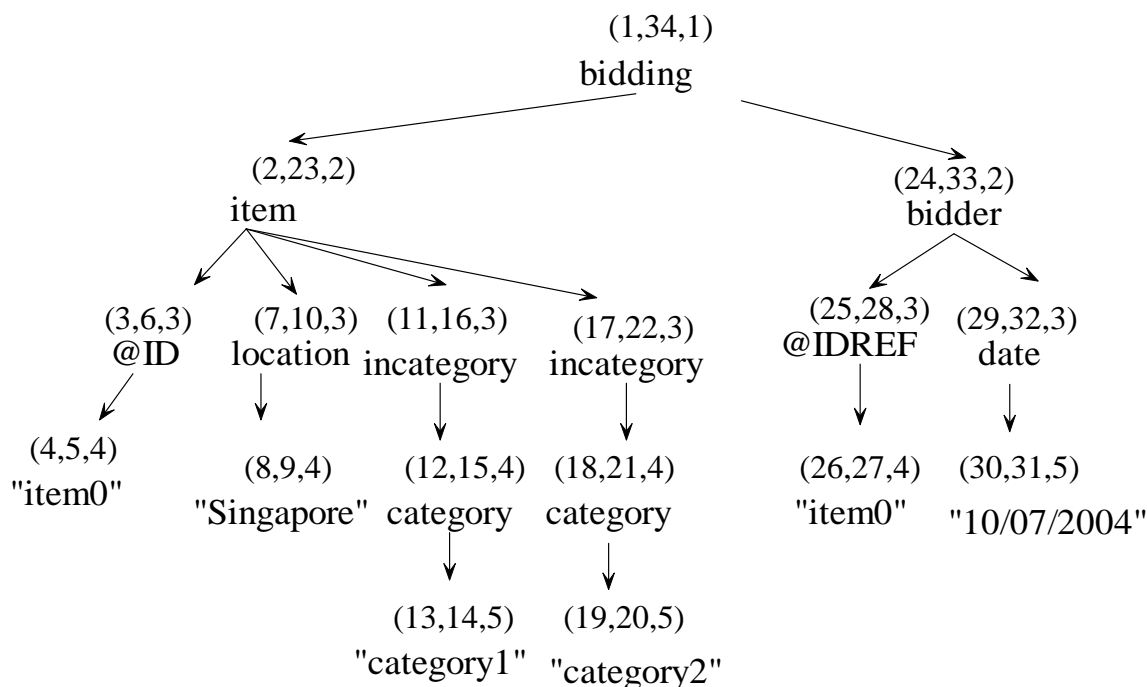 (1,34,1)
bidding
(2,23,2)
item
(24,33,2)
bidder
(3,6,3)
@ID
(7,10,3)
location
(11,16,3)
incategory
(17,22,3)
incategory
(25,28,3)
@IDREF
(29,32,3)
date
(4,5,4)
"item0"
(8,9,4)
"Singapore"
(12,15,4)
category
(18,21,4)
category
(26,27,4)
"item0"
(30,31,5)
"10/07/2004"
(13,14,5)
"category1"
(19,20,5)
"category2"